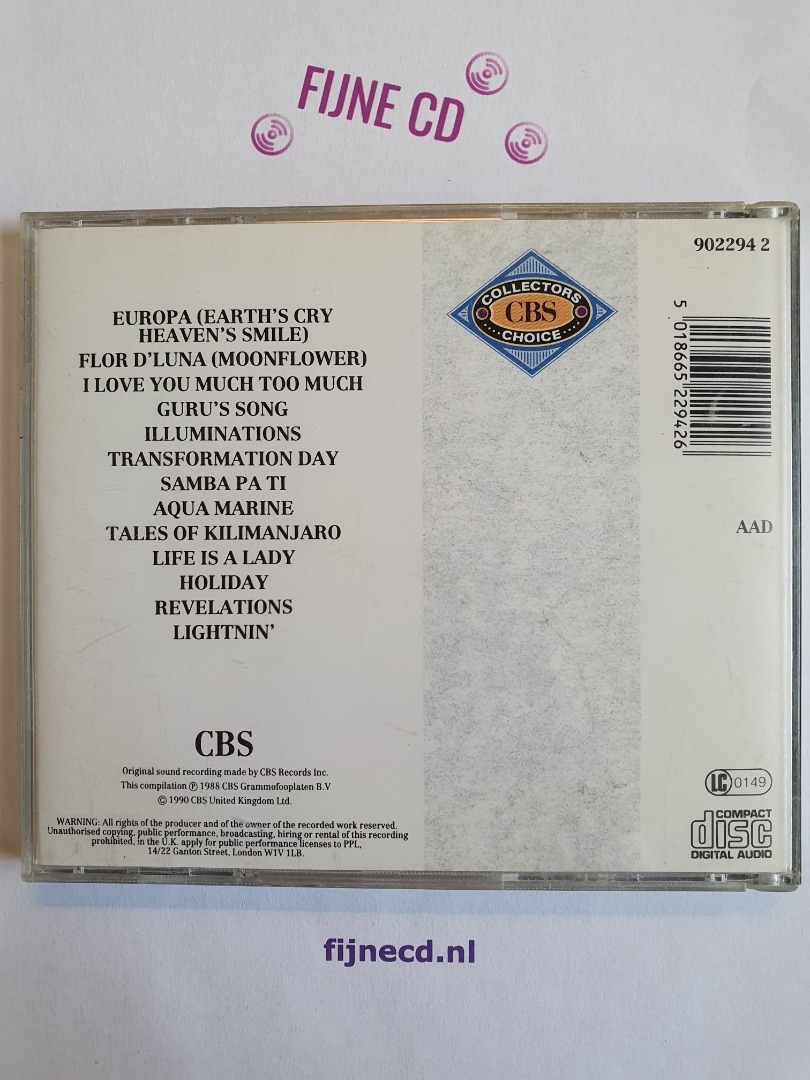 FIJNE CD
902294 2
COLLECTORS
CBS
CHOICE
5 018665 229426
EUROPA (EARTH'S CRY
HEAVEN'S SMILE)
FLOR D'LUNA (MOONFLOWER)
I LOVE YOU MUCH TOO MUCH
GURU'S SONG
ILLUMINATIONS
TRANSFORMATION DAY
SAMBA PA TI
AQUA MARINE
TALES OF KILIMANJARO
LIFE IS A LADY
HOLIDAY
REVELATIONS
LIGHTNIN'
AAD
CBS
Original sound recording made by CBS Records Inc.
This compilation Ⓟ 1988 CBS Grammofooplaten B.V
© 1990 CBS United Kingdom Ltd.
WARNING: All rights of the producer and of the owner of the recorded work reserved.
Unauthorised copying, public performance, broadcasting, hiring or rental of this recording
prohibited, in the U.K. apply for public performance licenses to PPL,
14/22 Ganton Street, London W1V 1LB.
LC 0149
COMPACT
disc
DIGITAL AUDIO
fijnecd.nl